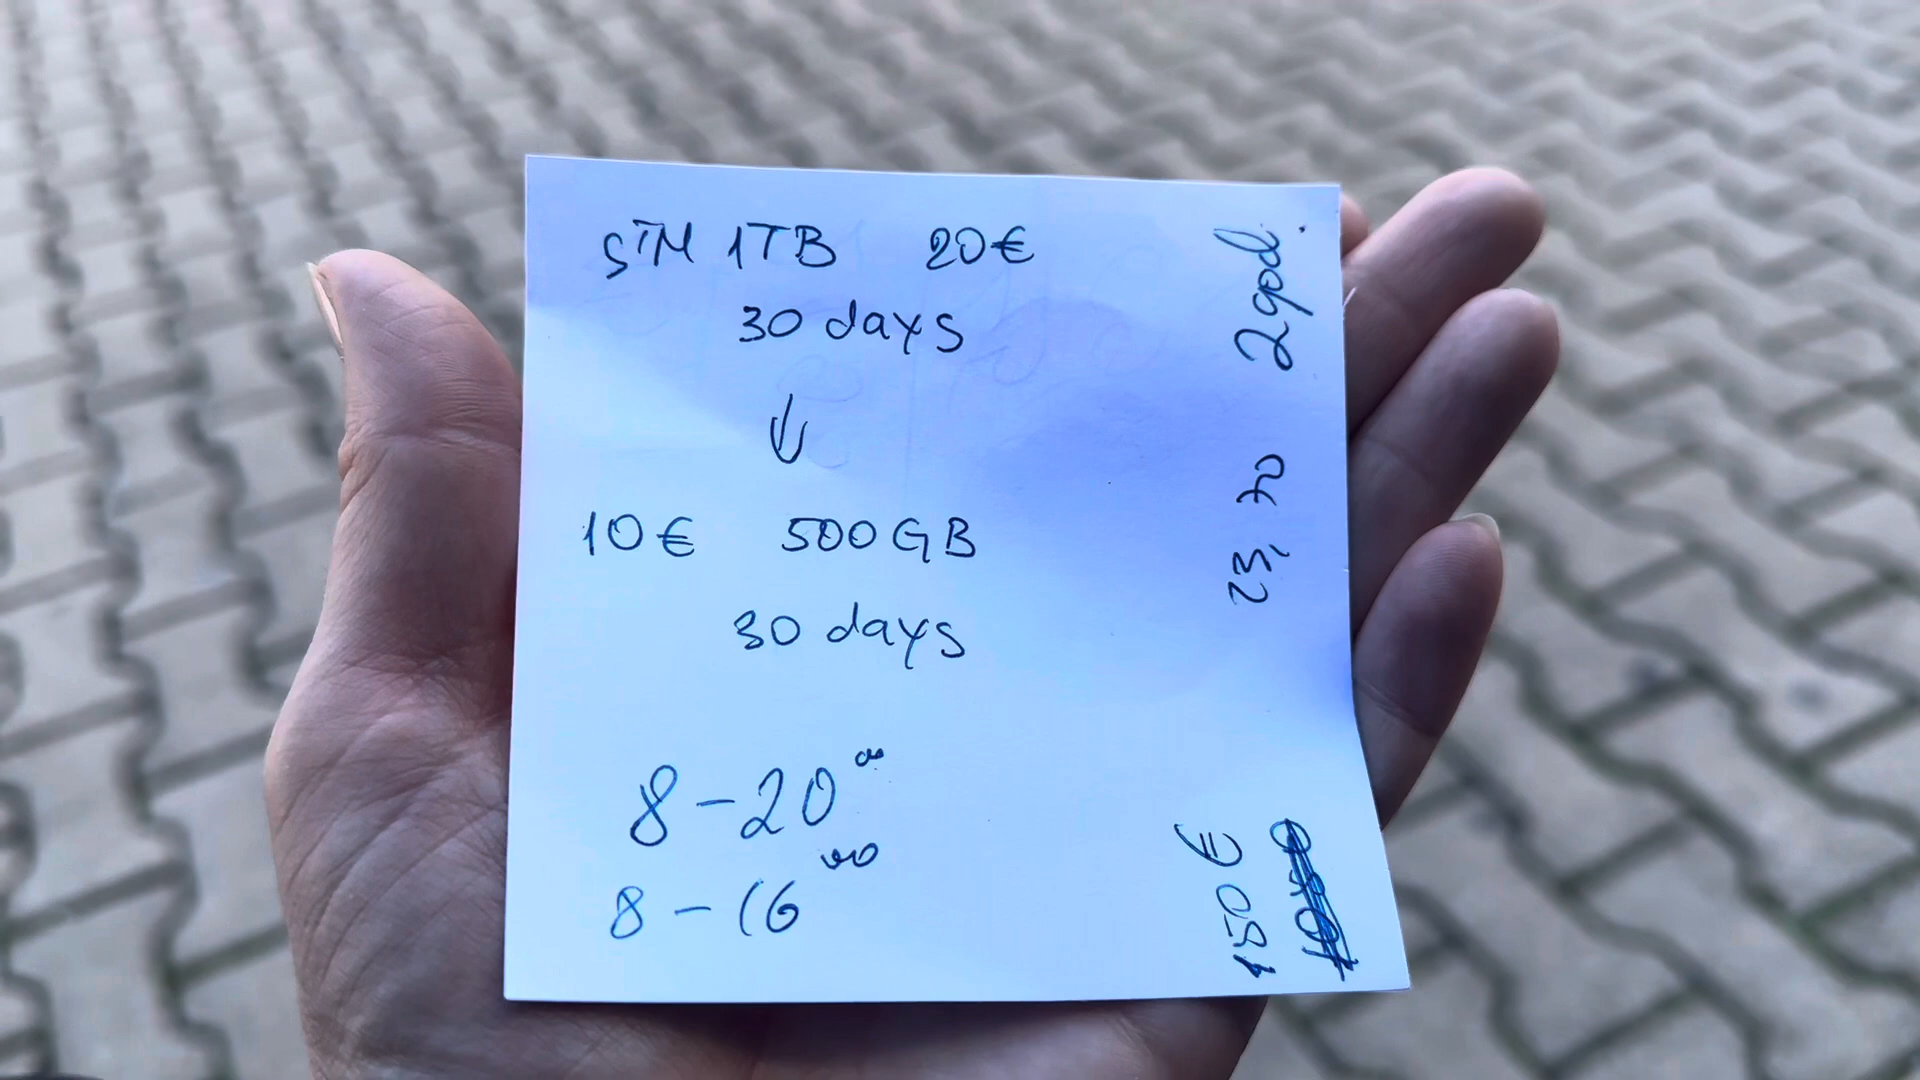 SIM 1TB 20€
30 days
↓
10€ 500GB
30 days
8-20⁰⁰
8-16⁰⁰
2god.
23,70
150€